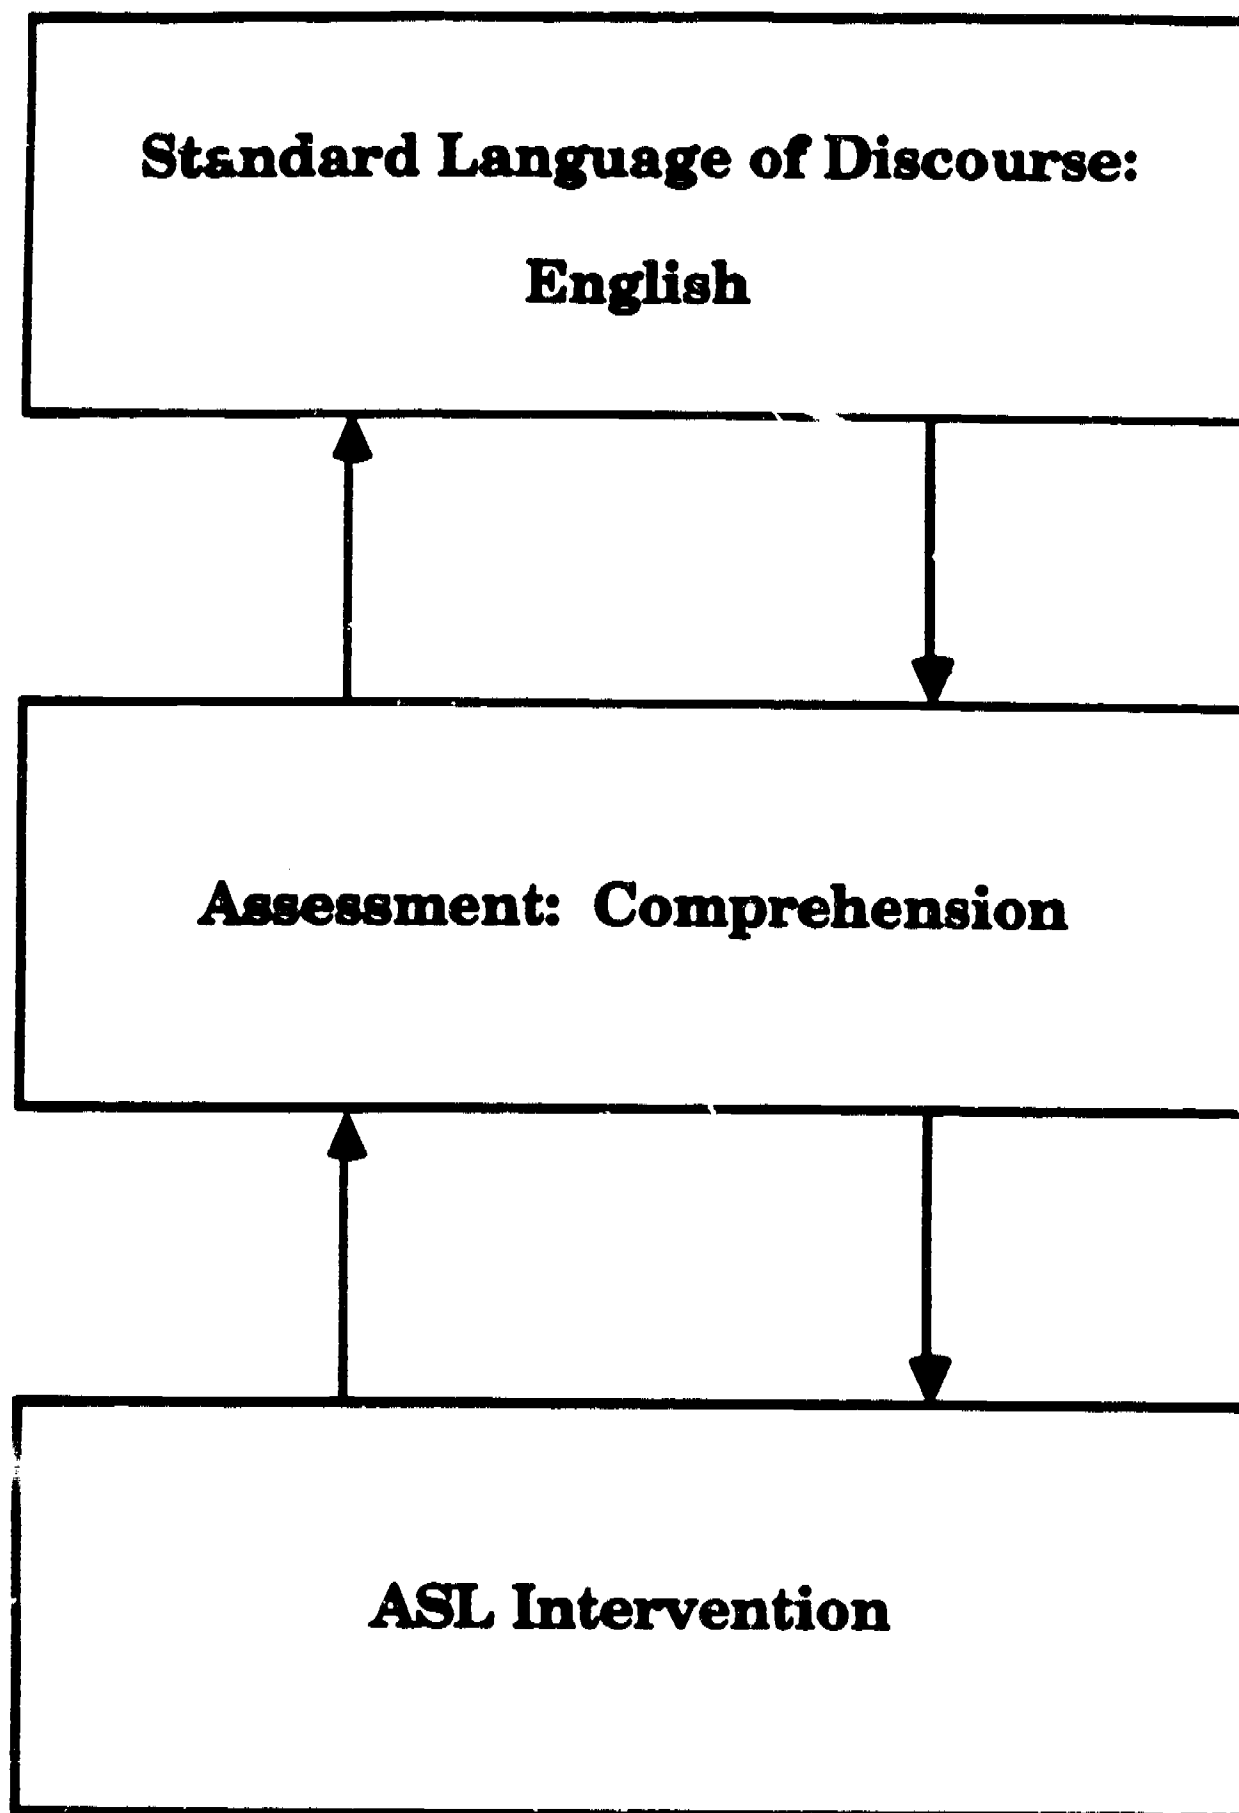 Standard Language of Discourse:
English
Assessment: Comprehension
ASL Intervention